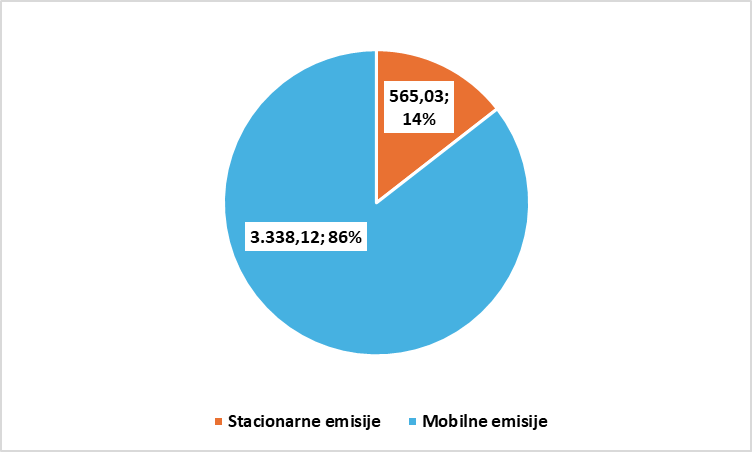 565,03;
14%
3.338,12; 86%
Stacionarne emisije
Mobilne emisije